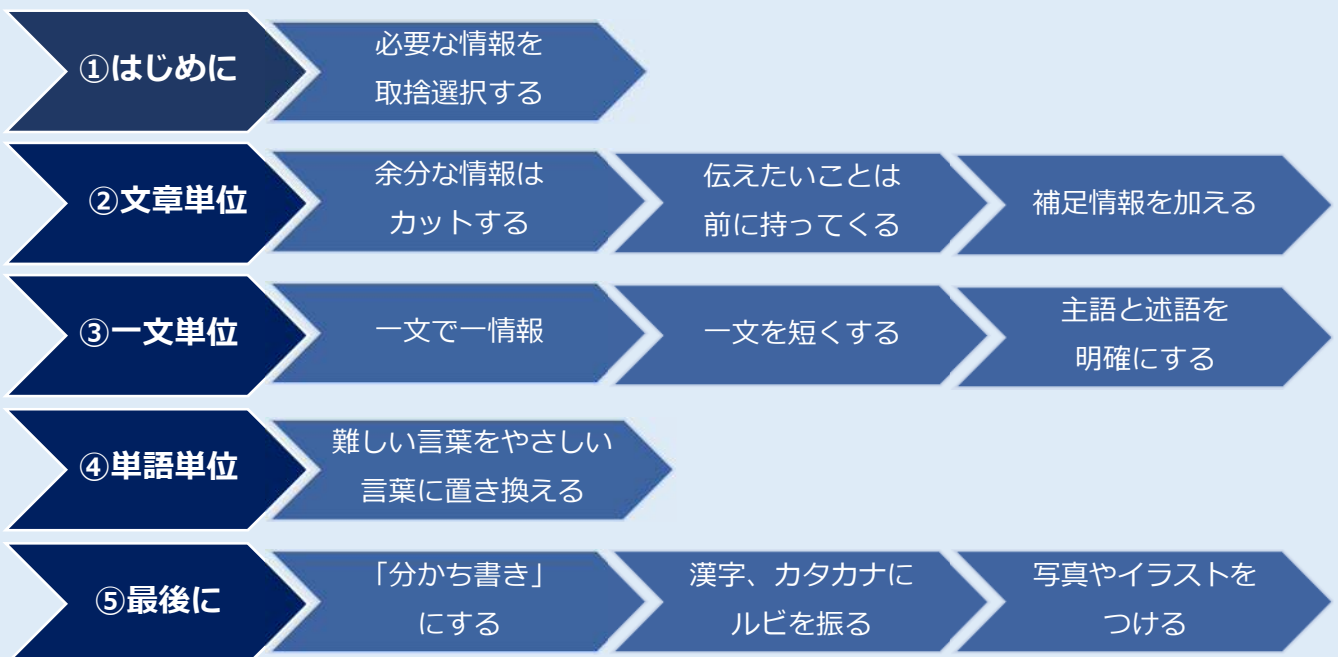 ①はじめに
必要な情報を
取捨選択する
②文章単位
余分な情報は
カットする
伝えたいことは
前に持ってくる
補足情報を加える
③一文単位
一文で一情報
一文を短くする
主語と述語を
明確にする
④単語単位
難しい言葉をやさしい
言葉に置き換える
⑤最後に
「分かち書き」
にする
漢字、カタカナに
ルビを振る
写真やイラストを
つける